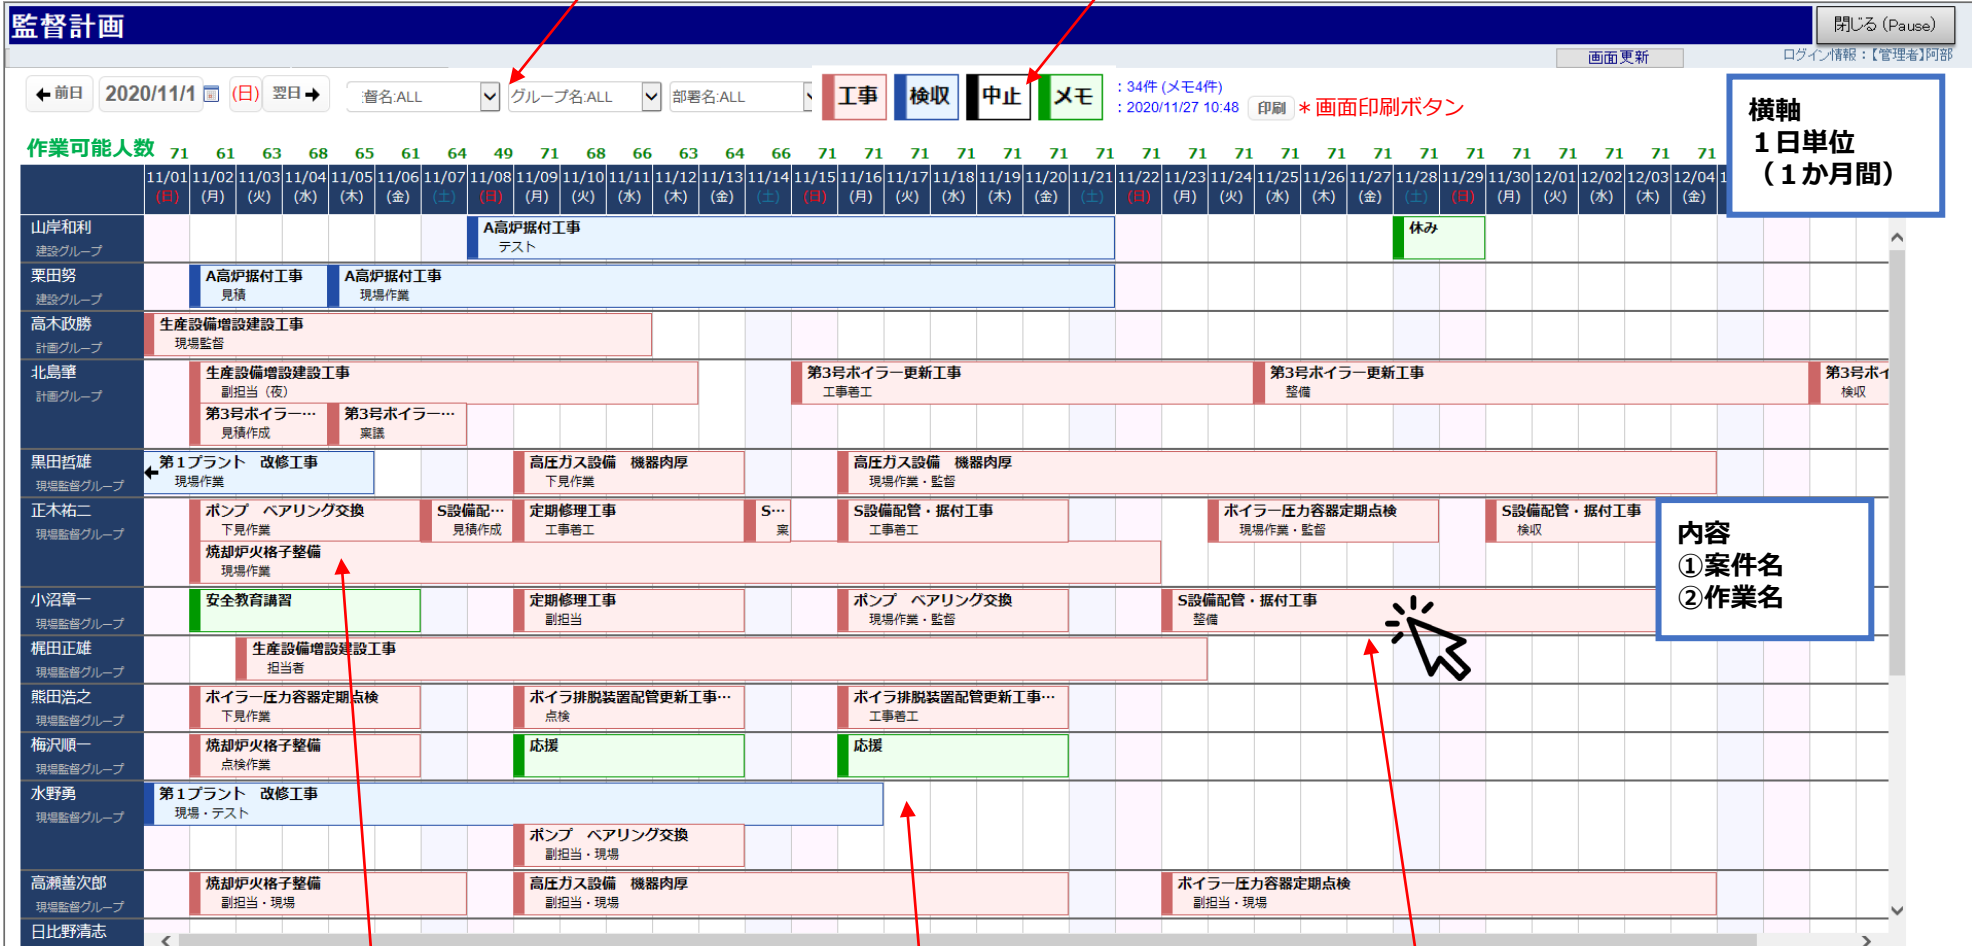 監督計画
閉じる(Pause)
画面更新
ログイン情報:【管理者】阿部
前日 2020/11/1 (日) 翌日
督名:ALL グループ名:ALL 部署名:ALL
工事 検収 中止 メモ
: 34件 (メモ4件)
: 2020/11/27 10:48 印刷 *画面印刷ボタン
横軸
1日単位
(1か月間)
作業可能人数 71 61 63 68 65 61 64 49 71 68 66 63 64 66 71 71 71 71 71 71 71 71 71 71 71 71 71 71 71 71 71 71 71 71
11/01 11/02 11/03 11/04 11/05 11/06 11/07 11/08 11/09 11/10 11/11 11/12 11/13 11/14 11/15 11/16 11/17 11/18 11/19 11/20 11/21 11/22 11/23 11/24 11/25 11/26 11/27 11/28 11/29 11/30 12/01 12/02 12/03 12/04 1
(日) (月) (火) (水) (木) (金) (土) (日) (月) (火) (水) (木) (金) (土) (日) (月) (火) (水) (木) (金) (土) (日) (月) (火) (水) (木) (金) (土) (日) (月) (火) (水) (木) (金)
山岸和利 A高炉据付工事 休み
建設グループ テスト
栗田努 A高炉据付工事 A高炉据付工事
建設グループ 見積 現場作業
高木政勝 生産設備増設建設工事
計画グループ 現場監督
北島肇 生産設備増設建設工事 第3号ボイラー更新工事 第3号ボイラー更新工事 第3号ボイ
計画グループ 副担当(夜) 工事着工 整備 検収
第3号ボイラー… 第3号ボイラー…
見積作成 稟議
黒田哲雄 第1プラント 改修工事 高圧ガス設備 機器肉厚 高圧ガス設備 機器肉厚
現場監督グループ 現場作業 下見作業 現場作業・監督
正木祐二 ポンプ ベアリング交換 S設備配… 定期修理工事 S… S設備配管・据付工事 ボイラー圧力容器定期点検 S設備配管・据付工事
現場監督グループ 下見作業 見積作成 工事着工 稟 工事着工 現場作業・監督 検収
焼却炉火格子整備
現場作業
内容
①案件名
②作業名
小沼章一 安全教育講習 定期修理工事 ポンプ ベアリング交換 S設備配管・据付工事
現場監督グループ 副担当 現場作業・監督 整備
梶田正雄 生産設備増設建設工事
現場監督グループ 担当者
熊田浩之 ボイラー圧力容器定期点検 ボイラ排脱装置配管更新工事… ボイラ排脱装置配管更新工事…
現場監督グループ 下見作業 点検 工事着工
梅沢順一 焼却炉火格子整備 応援 応援
現場監督グループ 点検作業
水野勇 第1プラント 改修工事
現場監督グループ 現場・テスト
ポンプ ベアリング交換
副担当・現場
高瀬善次郎 焼却炉火格子整備 高圧ガス設備 機器肉厚 ボイラー圧力容器定期点検
現場監督グループ 副担当・現場 副担当・現場 副担当・現場
日比野清志